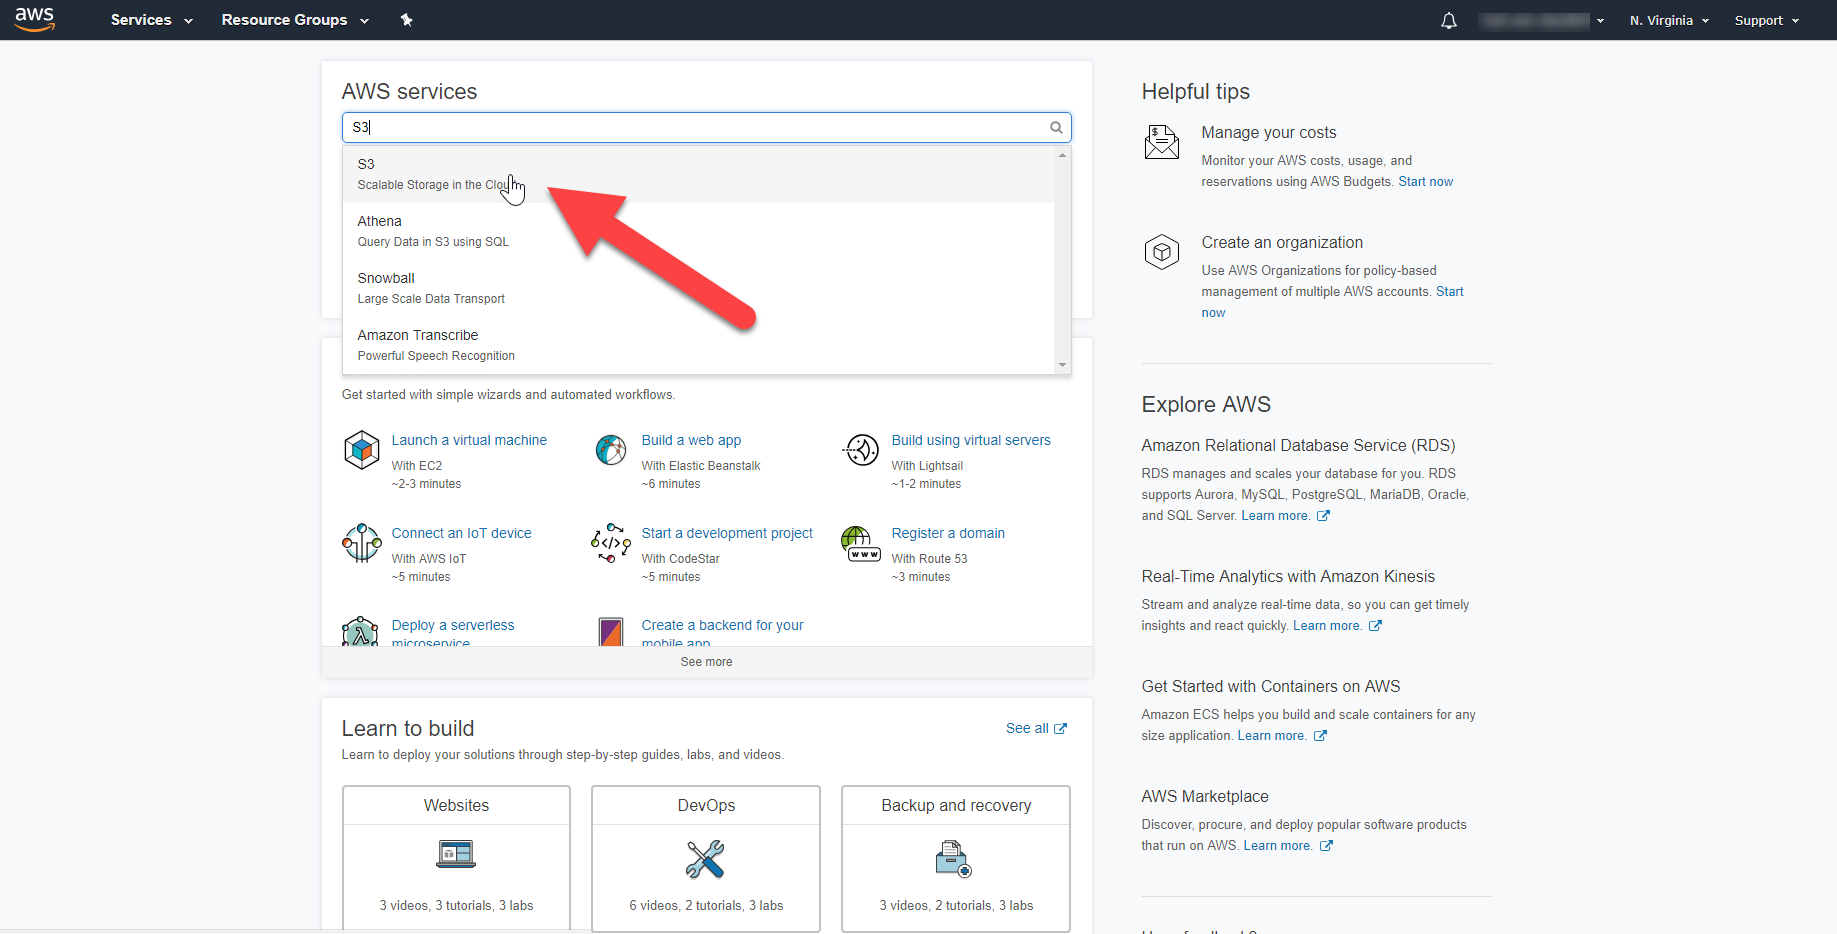 aws
Services
Resource Groups
N. Virginia
Support
AWS services
S3
S3
Scalable Storage in the
Athena
Query Data in S3 using SQL
Snowball
Large Scale Data Transport
Amazon Transcribe
Powerful Speech Recognition
Get started with simple wizards and automated workflows.
Launch a virtual machine
With EC2
~2-3 minutes
Build a web app
With Elastic Beanstalk
~6 minutes
Build using virtual servers
With Lightsail
~1-2 minutes
Connect an IoT device
With AWS IoT
~5 minutes
Start a development project
With CodeStar
~5 minutes
WWW
Register a domain
With Route 53
~3 minutes
Deploy a serverless
microservice
Create a backend for your
mobile app
See more
Learn to build
See all
Learn to deploy your solutions through step-by-step guides, labs, and videos.
Websites
3 videos, 3 tutorials, 3 labs
DevOps
6 videos, 2 tutorials, 3 labs
Backup and recovery
3 videos, 2 tutorials, 3 labs
Helpful tips
Manage your costs
Monitor your AWS costs, usage, and
reservations using AWS Budgets. Start now
Create an organization
Use AWS Organizations for policy-based
management of multiple AWS accounts. Start
now
Explore AWS
Amazon Relational Database Service (RDS)
RDS manages and scales your database for you. RDS
supports Aurora, MySQL, PostgreSQL, MariaDB, Oracle,
and SQL Server. Learn more.
Real-Time Analytics with Amazon Kinesis
Stream and analyze real-time data, so you can get timely
insights and react quickly. Learn more.
Get Started with Containers on AWS
Amazon ECS helps you build and scale containers for any
size application. Learn more.
AWS Marketplace
Discover, procure, and deploy popular software products
that run on AWS. Learn more.